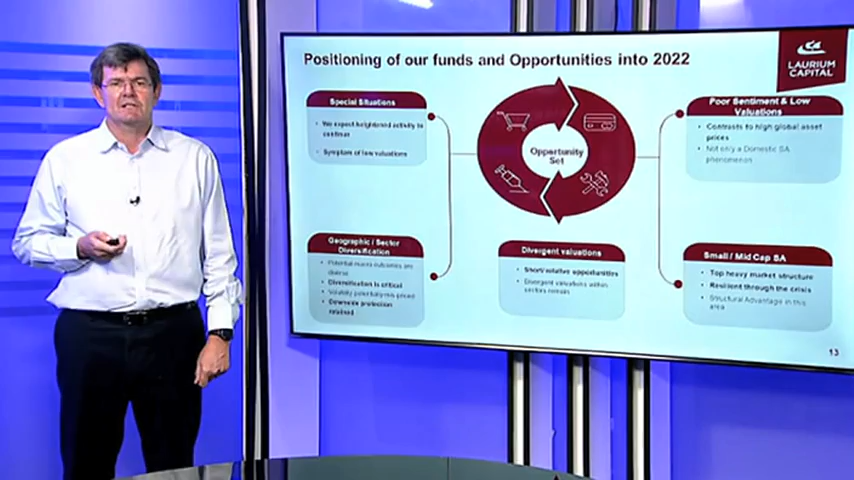 Positioning of our funds and Opportunities into 2022
LAURIUM
CAPITAL
Special Situations
• We expect heightened activity to
continue
• Symptom of low valuations
Opportunity
Set
Poor Sentiment & Low
Valuations
• Contrasts to high global asset
prices
• Not only a Domestic SA
phenomenon
Geographic / Sector
Diversification
• Potential macro outcomes are
diverse
• Diversification is critical
• Volatility potentially mis-priced
• Downside protection
retained
Divergent valuations
• Short/relative opportunities
• Divergent valuations within
sectors remain
Small / Mid Cap SA
• Top heavy market structure
• Resilient through the crisis
• Structural Advantage in this
area
13